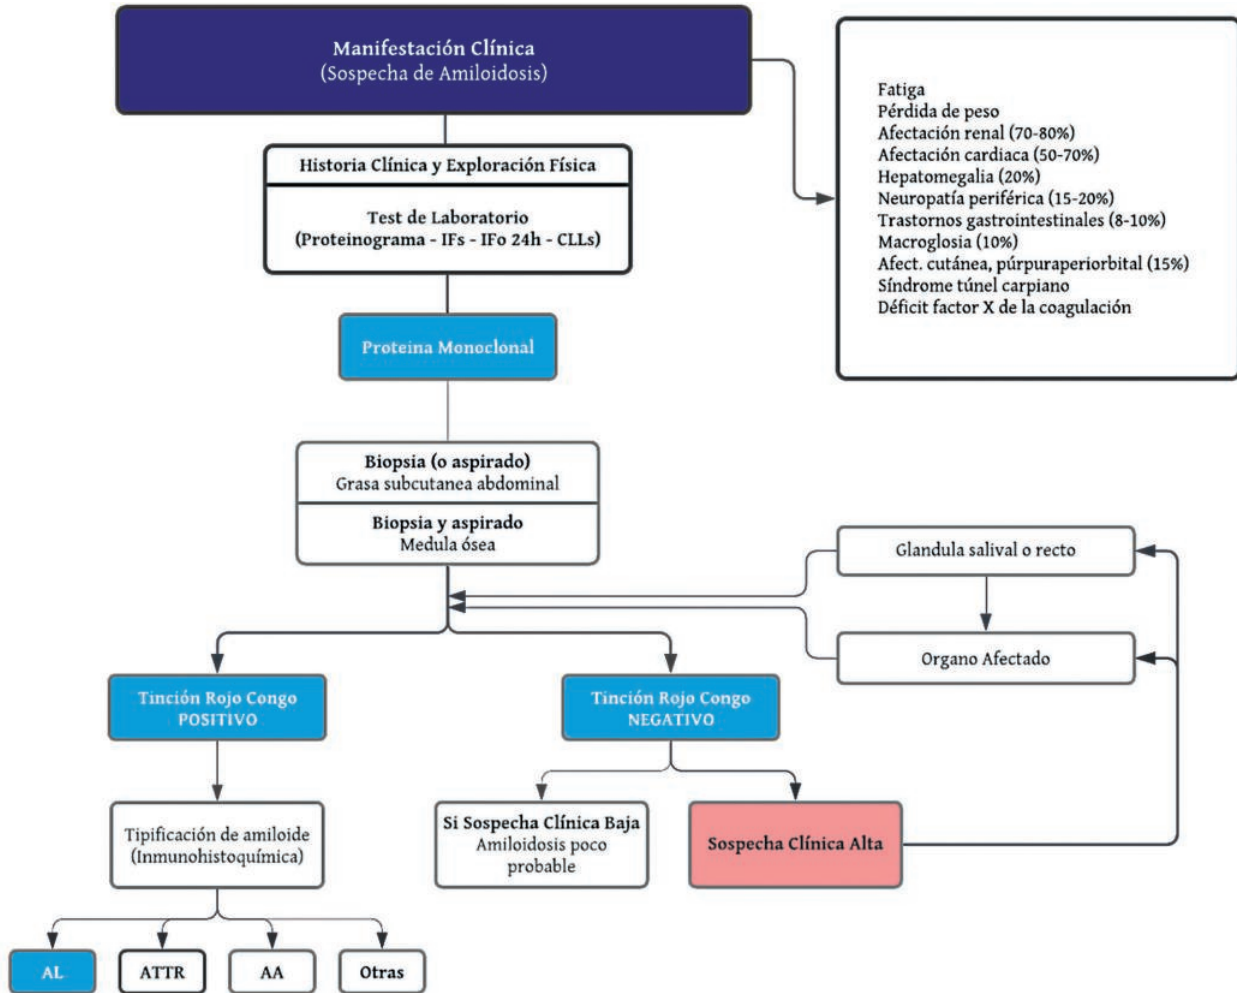 Manifestación Clínica
(Sospecha de Amiloidosis)
Fatiga
Pérdida de peso
Afectación renal (70-80%)
Afectación cardiaca (50-70%)
Hepatomegalia (20%)
Neuropatía periférica (15-20%)
Trastornos gastrointestinales (8-10%)
Macroglosia (10%)
Afect. cutánea, púrpuraperiorbital (15%)
Síndrome túnel carpiano
Déficit factor X de la coagulación
Historia Clínica y Exploración Física
Test de Laboratorio
(Proteinograma - IFs - IFo 24h - CLLs)
Proteina Monoclonal
Biopsia (o aspirado)
Grasa subcutanea abdominal
Biopsia y aspirado
Medula ósea
Glandula salival o recto
Organo Afectado
Tinción Rojo Congo
POSITIVO
Tinción Rojo Congo
NEGATIVO
Tipificación de amiloide
(Inmunohistoquímica)
Si Sospecha Clínica Baja
Amiloidosis poco
probable
Sospecha Clínica Alta
AL
ATTR
AA
Otras